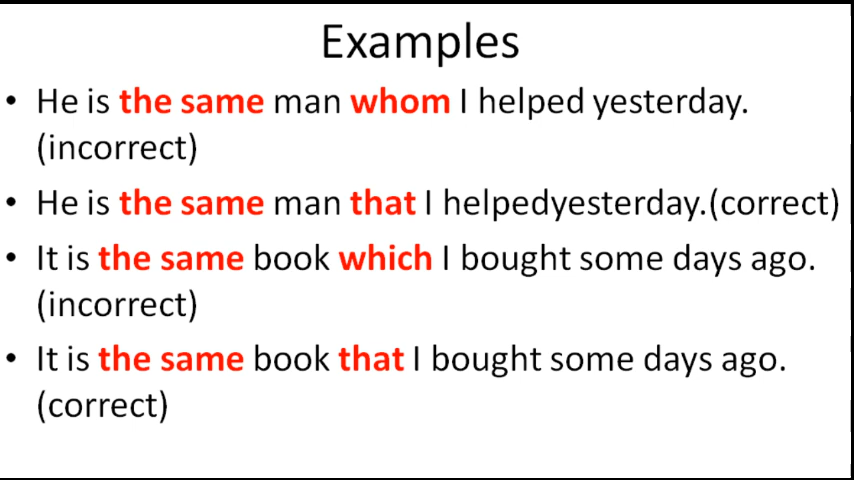 Examples
• He is the same man whom I helped yesterday.
(incorrect)
• He is the same man that I helpedyesterday.(correct)
• It is the same book which I bought some days ago.
(incorrect)
• It is the same book that I bought some days ago.
(correct)